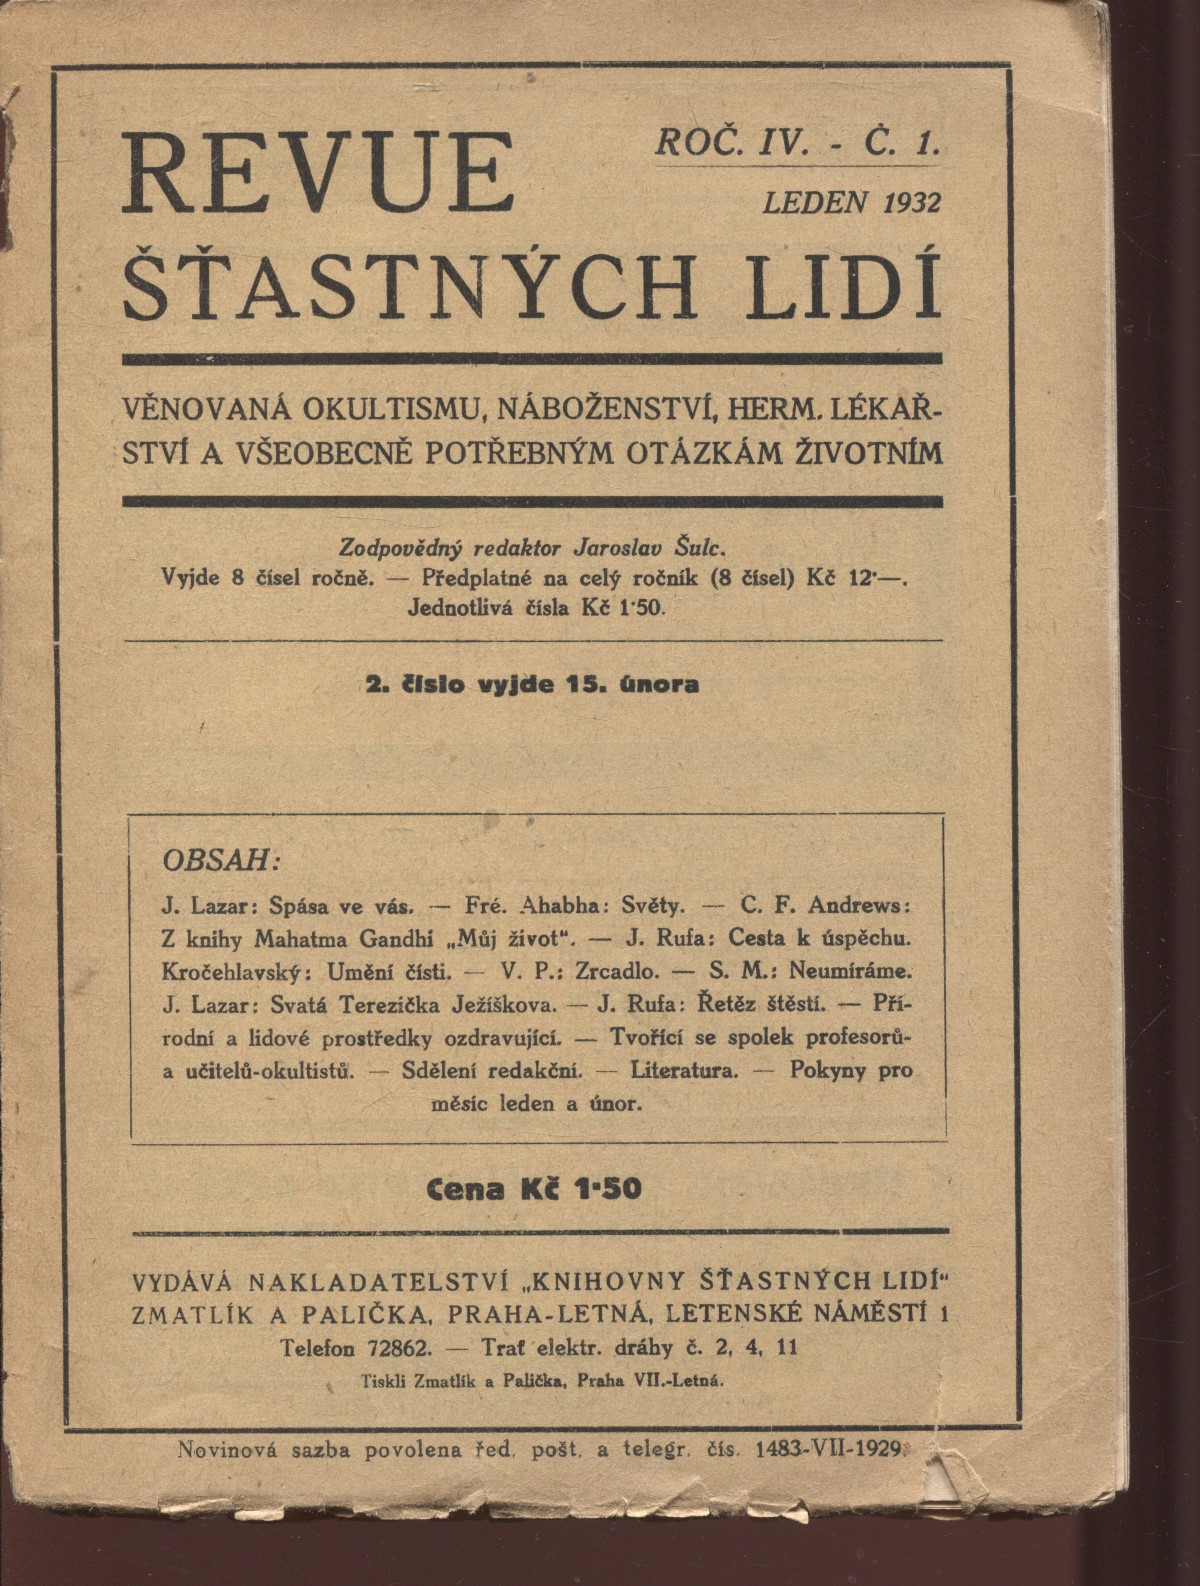 REVUE
ROČ. IV. - Č. 1.
LEDEN 1932
ŠŤASTNÝCH LIDÍ
VĚNOVANÁ OKULTISMU, NÁBOŽENSTVÍ, HERM. LÉKAŘ-
STVÍ A VŠEOBECNĚ POTŘEBNÝM OTÁZKÁM ŽIVOTNÍM
Zodpovědný redaktor Jaroslav Šulc.
Vyjde 8 čísel ročně. — Předplatné na celý ročník (8 čísel) Kč 12·—.
Jednotlivá čísla Kč 1·50.
2. číslo vyjde 15. února
OBSAH:
J. Lazar: Spása ve vás. — Fré. Ahabha: Světy. — C. F. Andrews:
Z knihy Mahatma Gandhi „Můj život“. — J. Rufa: Cesta k úspěchu.
Kročehlavský: Umění čísti. — V. P.: Zrcadlo. — S. M.: Neumíráme.
J. Lazar: Svatá Terezička Ježíškova. — J. Rufa: Řetěz štěstí. — Pří-
rodní a lidové prostředky ozdravující. — Tvořící se spolek profesorů-
a učitelů-okultistů. — Sdělení redakční. — Literatura. — Pokyny pro
měsíc leden a únor.
Cena Kč 1·50
VYDÁVÁ NAKLADATELSTVÍ „KNIHOVNY ŠŤASTNÝCH LIDÍ“
ZMATLÍK A PALIČKA, PRAHA-LETNÁ, LETENSKÉ NÁMĚSTÍ 1
Telefon 72862. — Trať elektr. dráhy č. 2, 4, 11
Tiskli Zmatlík a Palička, Praha VII.-Letná.
Novinová sazba povolena řed. pošt. a telegr. čís. 1483-VII-1929.